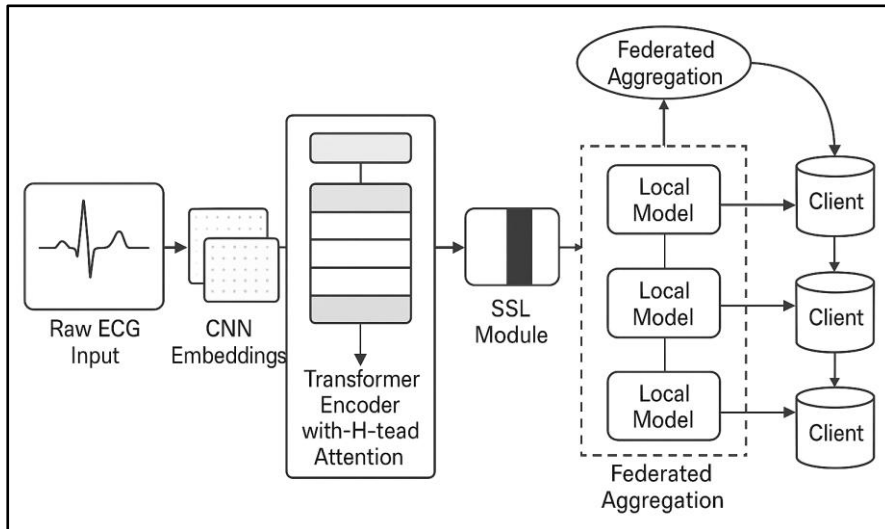 Raw ECG
Input
CNN
Embeddings
Transformer
Encoder
with-H-tead
Attention
SSL
Module
Federated
Aggregation
Local
Model
Client
Local
Model
Client
Local
Model
Client
Federated
Aggregation